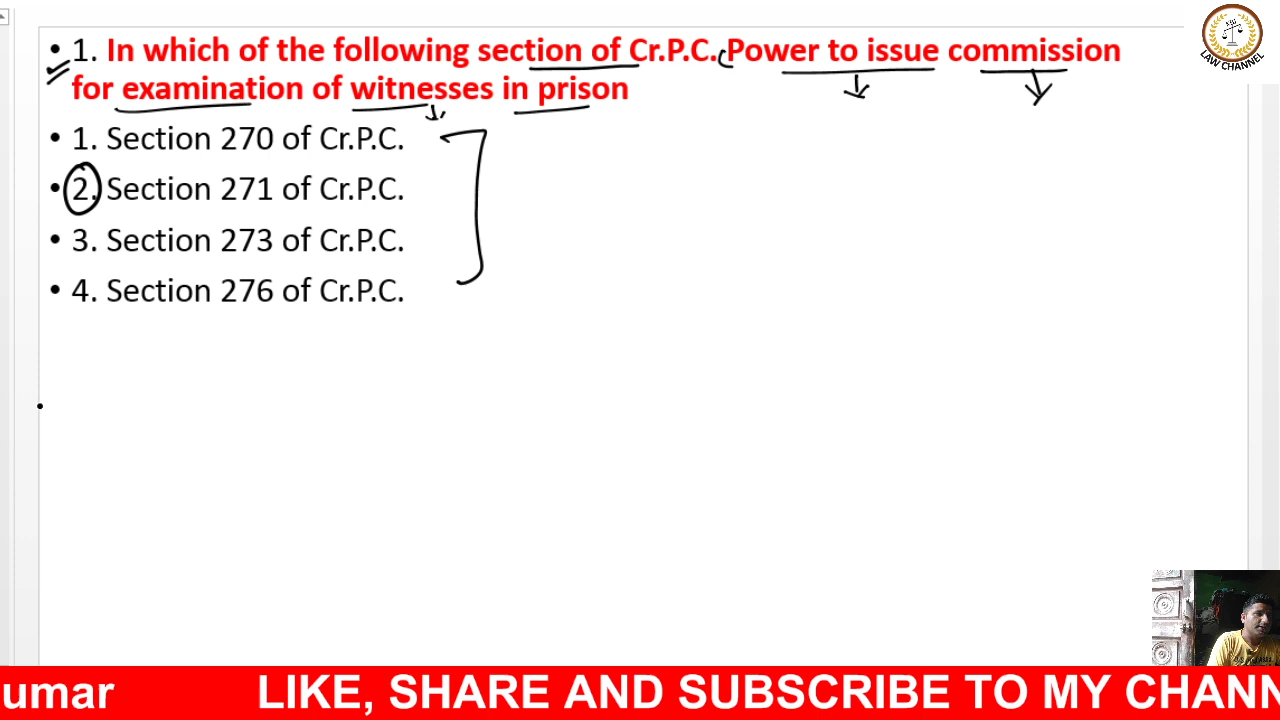 • 1. In which of the following section of Cr.P.C. Power to issue commission
for examination of witnesses in prison
• 1. Section 270 of Cr.P.C.
• 2. Section 271 of Cr.P.C.
• 3. Section 273 of Cr.P.C.
• 4. Section 276 of Cr.P.C.
LAW CHANNEL
umar LIKE, SHARE AND SUBSCRIBE TO MY CHANN